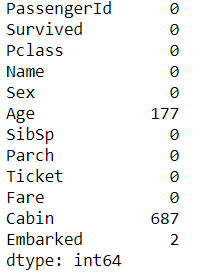 PassengerId 0
Survived 0
Pclass 0
Name 0
Sex 0
Age 177
SibSp 0
Parch 0
Ticket 0
Fare 0
Cabin 687
Embarked 2
dtype: int64